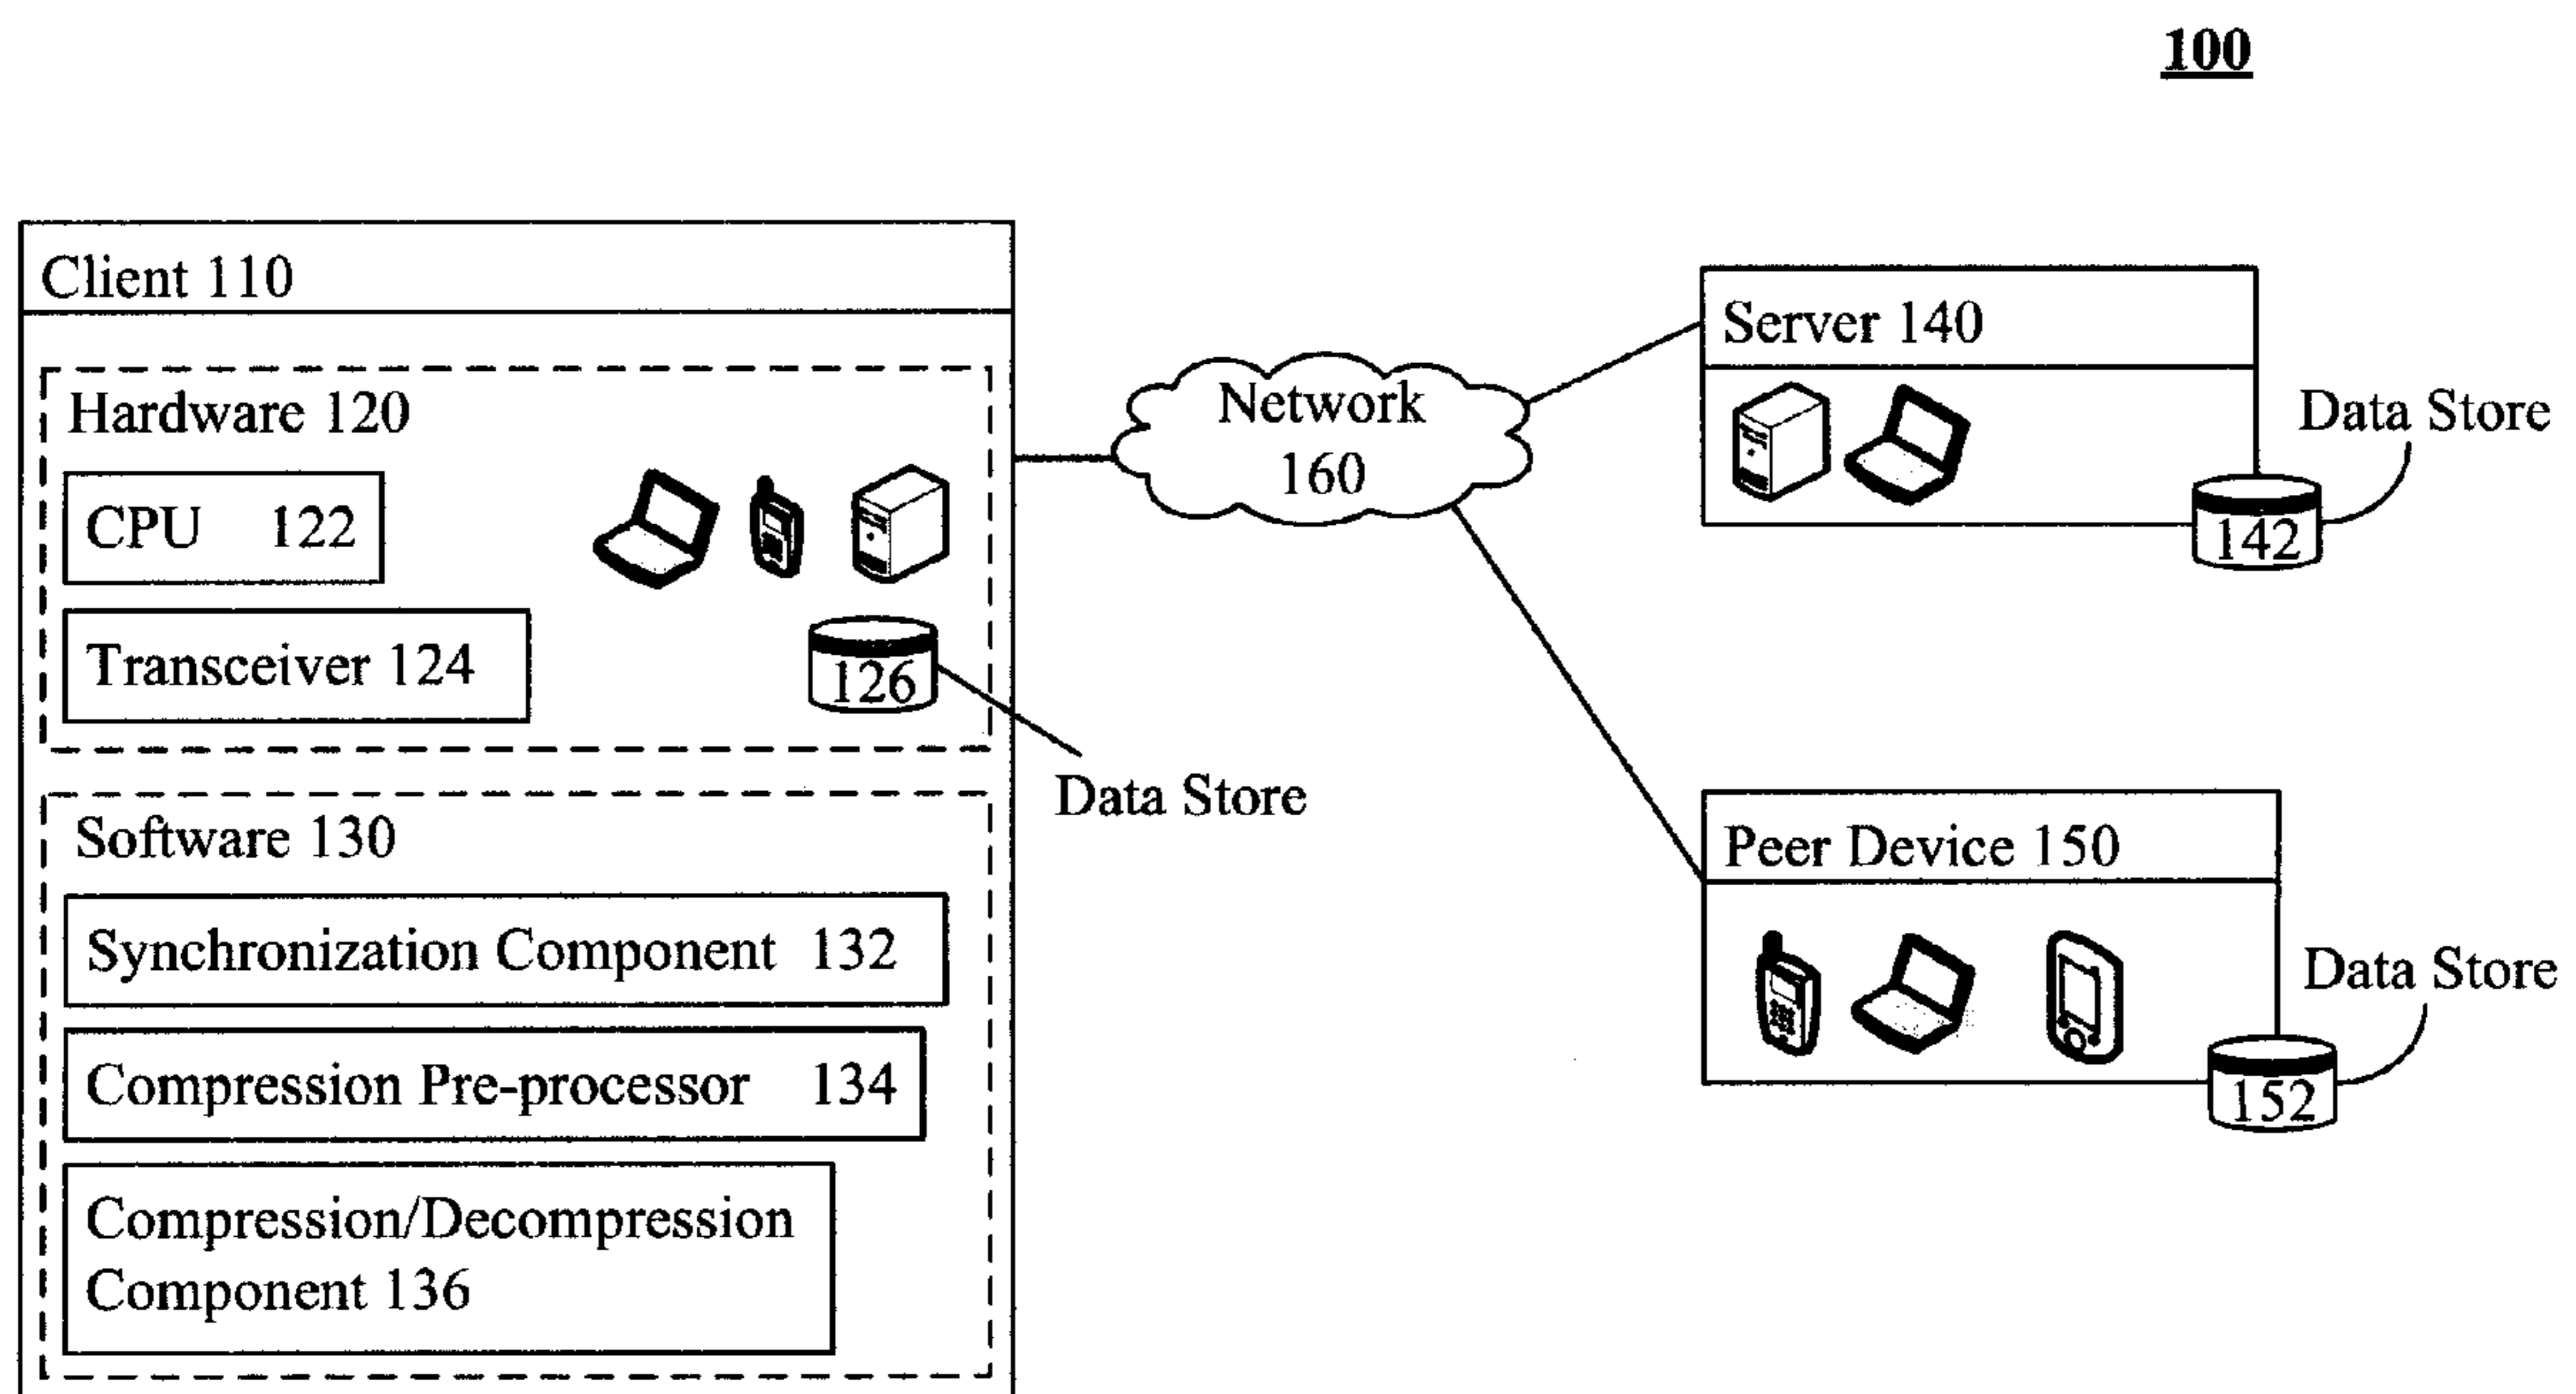 100
Client 110
Hardware 120
CPU 122
Transceiver 124
126
Data Store
Software 130
Synchronization Component 132
Compression Pre-processor 134
Compression/Decompression
Component 136
Network
160
Server 140
Data Store
142
Peer Device 150
Data Store
152